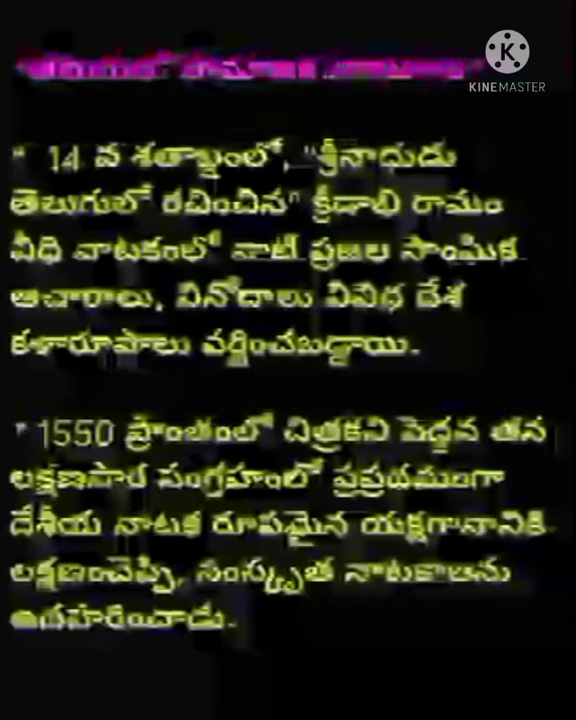 KINEMASTER
* 14 వ శతాబ్దంలో, "శ్రీనాధుడు
తెలుగులో రచించిన" క్రీడాభి రామం
వీధి నాటకంలో నాటి ప్రజల సాంఘిక
ఆచారాలు, వినోదాలు వివిధ దేశ
కళారూపాలు వర్ణించబడ్డాయి.
* 1550 ప్రాంతంలో చిత్రకవి పెద్దన తన
లక్షణసార సంగ్రహంలో ప్రప్రథముంగా
దేశీయ నాటక రూపమైన యక్షగానానికి
లక్షణంచెప్పి, సంస్కృత నాటకాలను